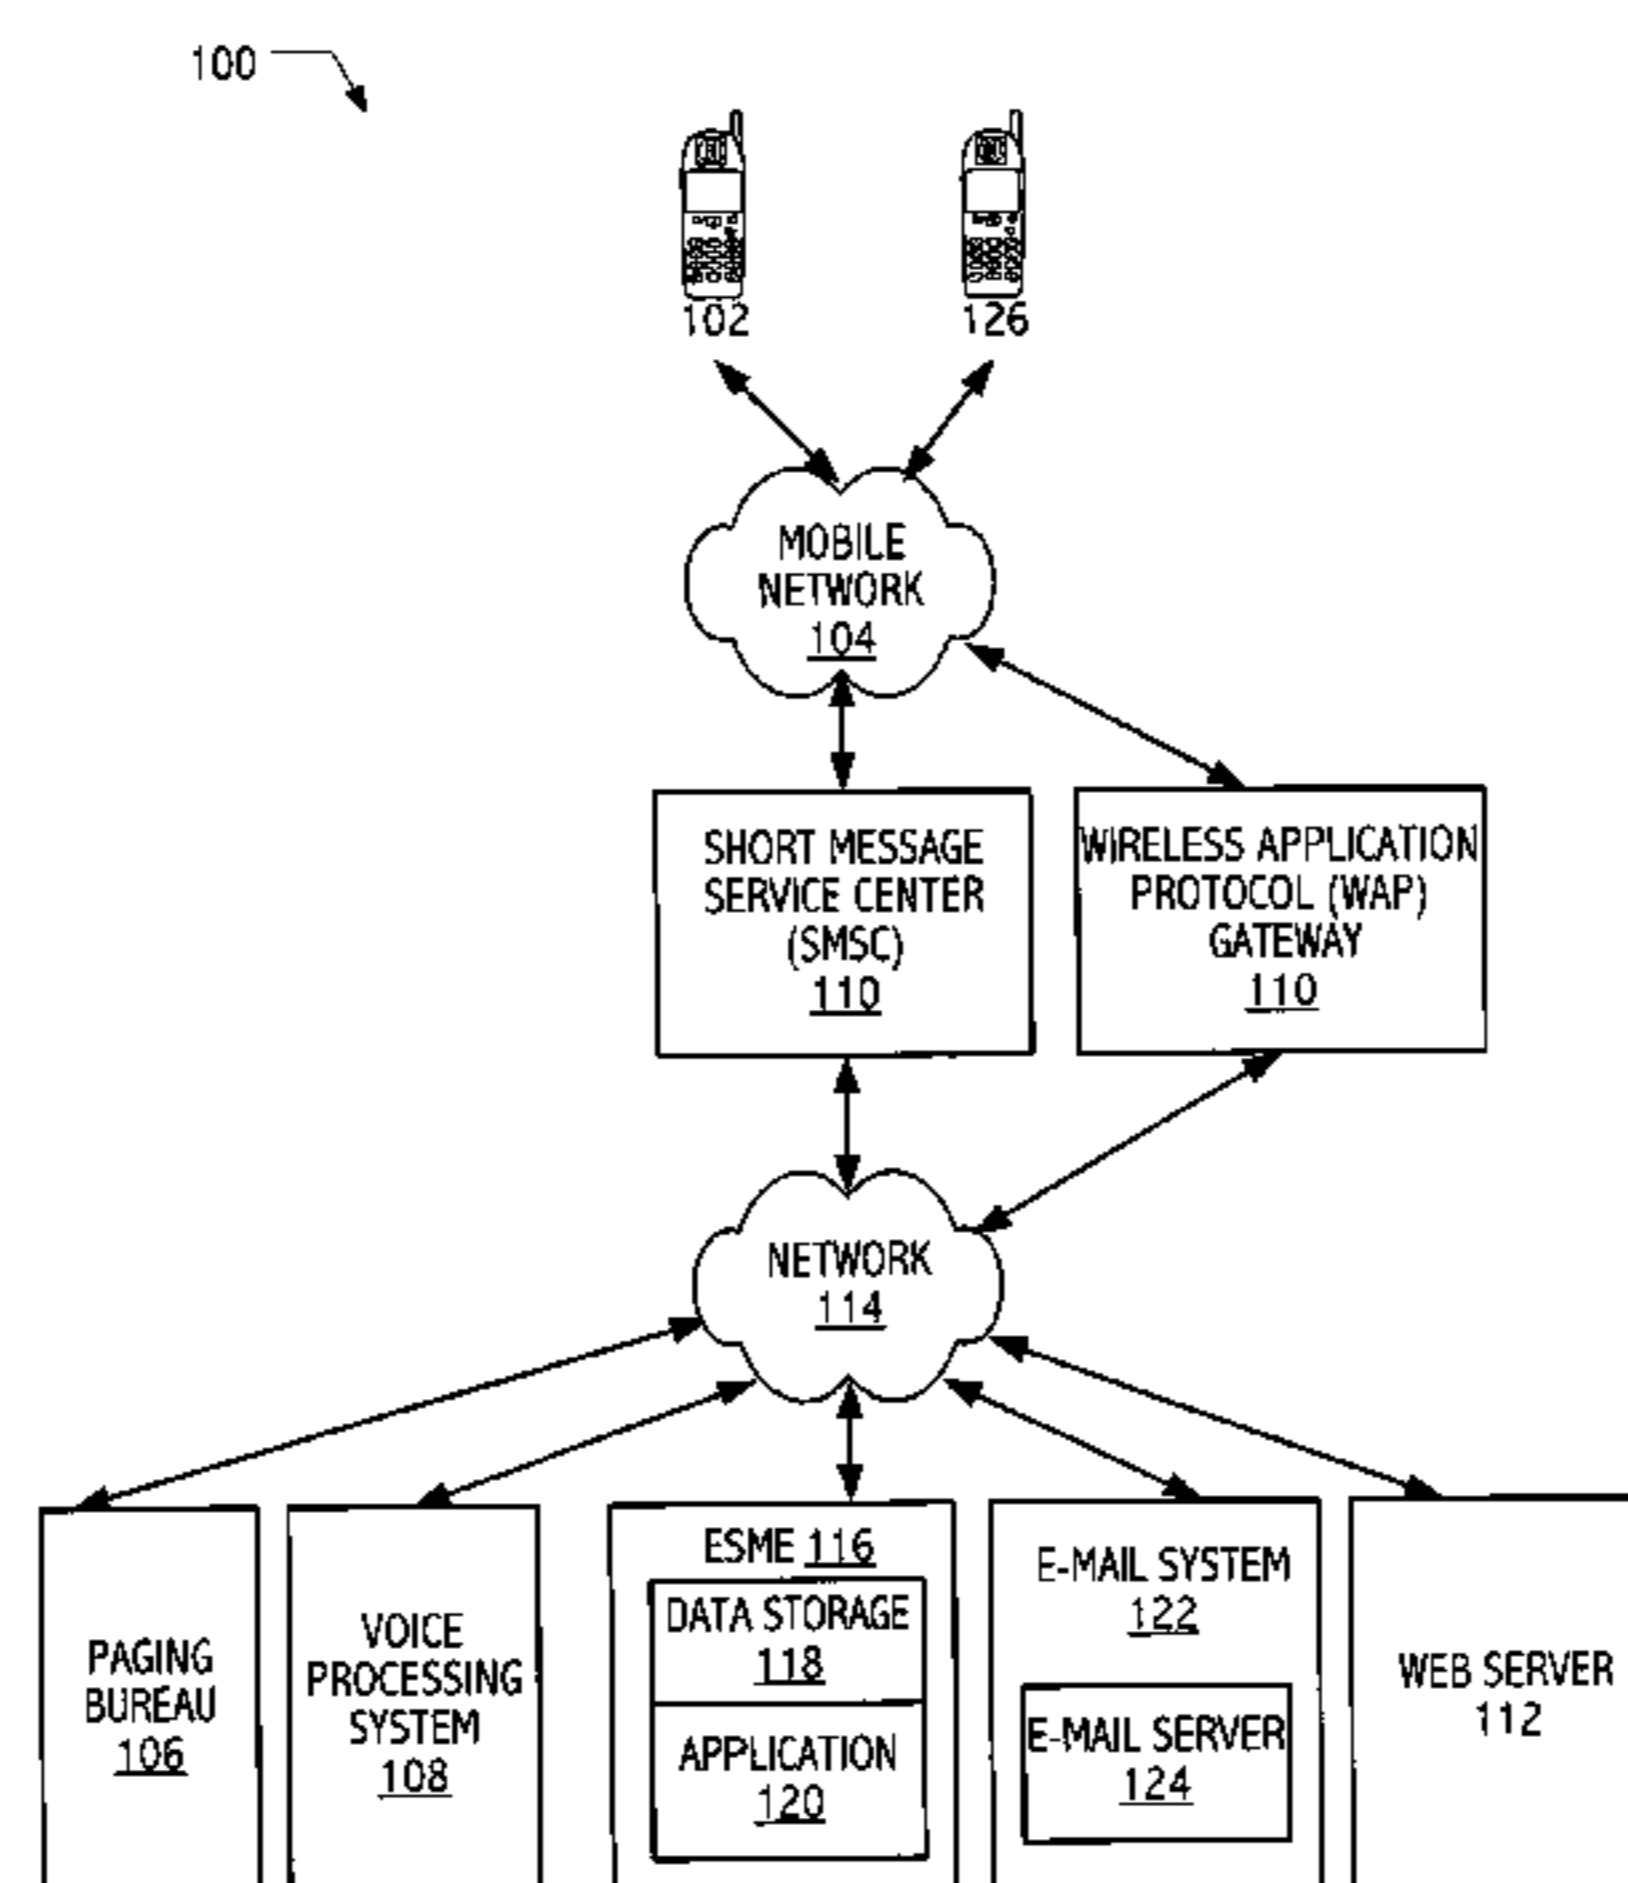 100
102
126
MOBILE
NETWORK
104
SHORT MESSAGE
SERVICE CENTER
(SMSC)
110
WIRELESS APPLICATION
PROTOCOL (WAP)
GATEWAY
110
NETWORK
114
PAGING
BUREAU
106
VOICE
PROCESSING
SYSTEM
108
ESME 116
DATA STORAGE
118
APPLICATION
120
E-MAIL SYSTEM
122
E-MAIL SERVER
124
WEB SERVER
112